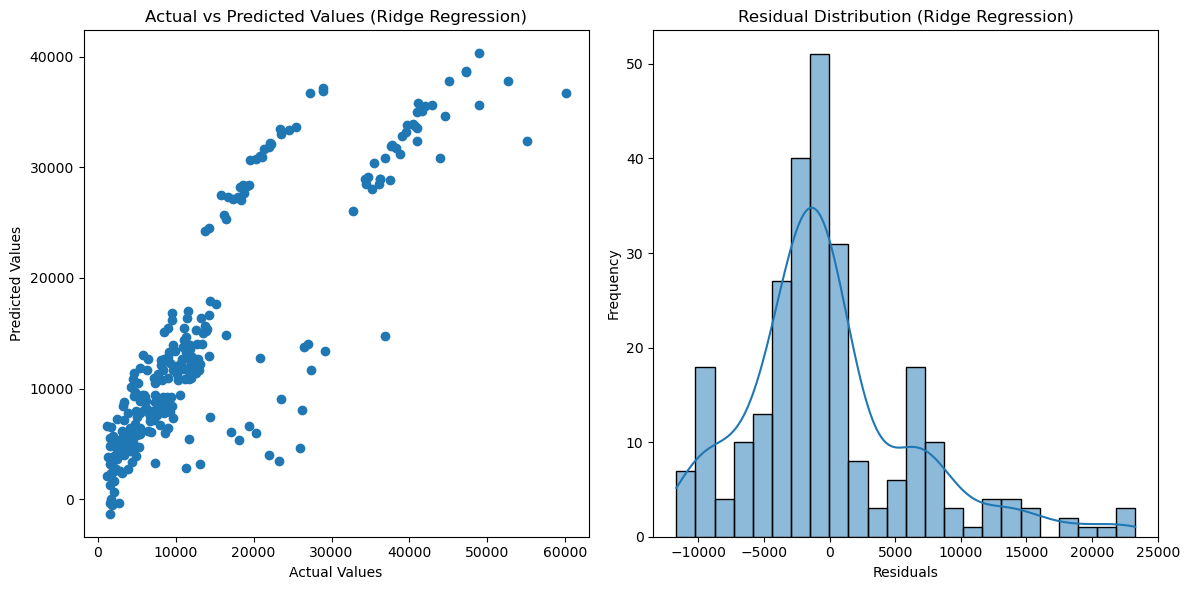 Actual vs Predicted Values (Ridge Regression)
Predicted Values
40000
30000
20000
10000
0
0 10000 20000 30000 40000 50000 60000
Actual Values
Residual Distribution (Ridge Regression)
Frequency
50
40
30
20
10
0
−10000 −5000 0 5000 10000 15000 20000 25000
Residuals